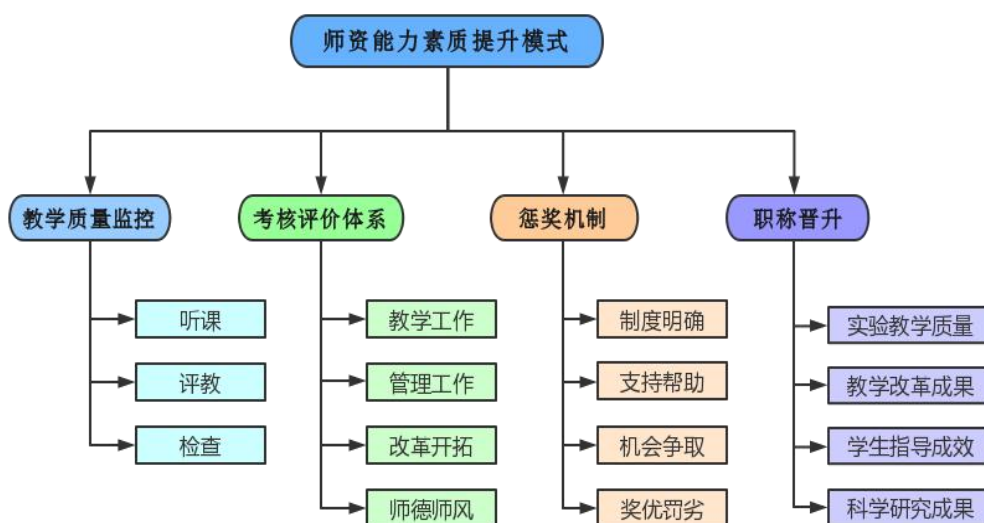 师资能力素质提升模式
教学质量监控
考核评价体系
惩奖机制
职称晋升
听课
评教
检查
教学工作
管理工作
改革开拓
师德师风
制度明确
支持帮助
机会争取
奖优罚劣
实验教学质量
教学改革成果
学生指导成效
科学研究成果